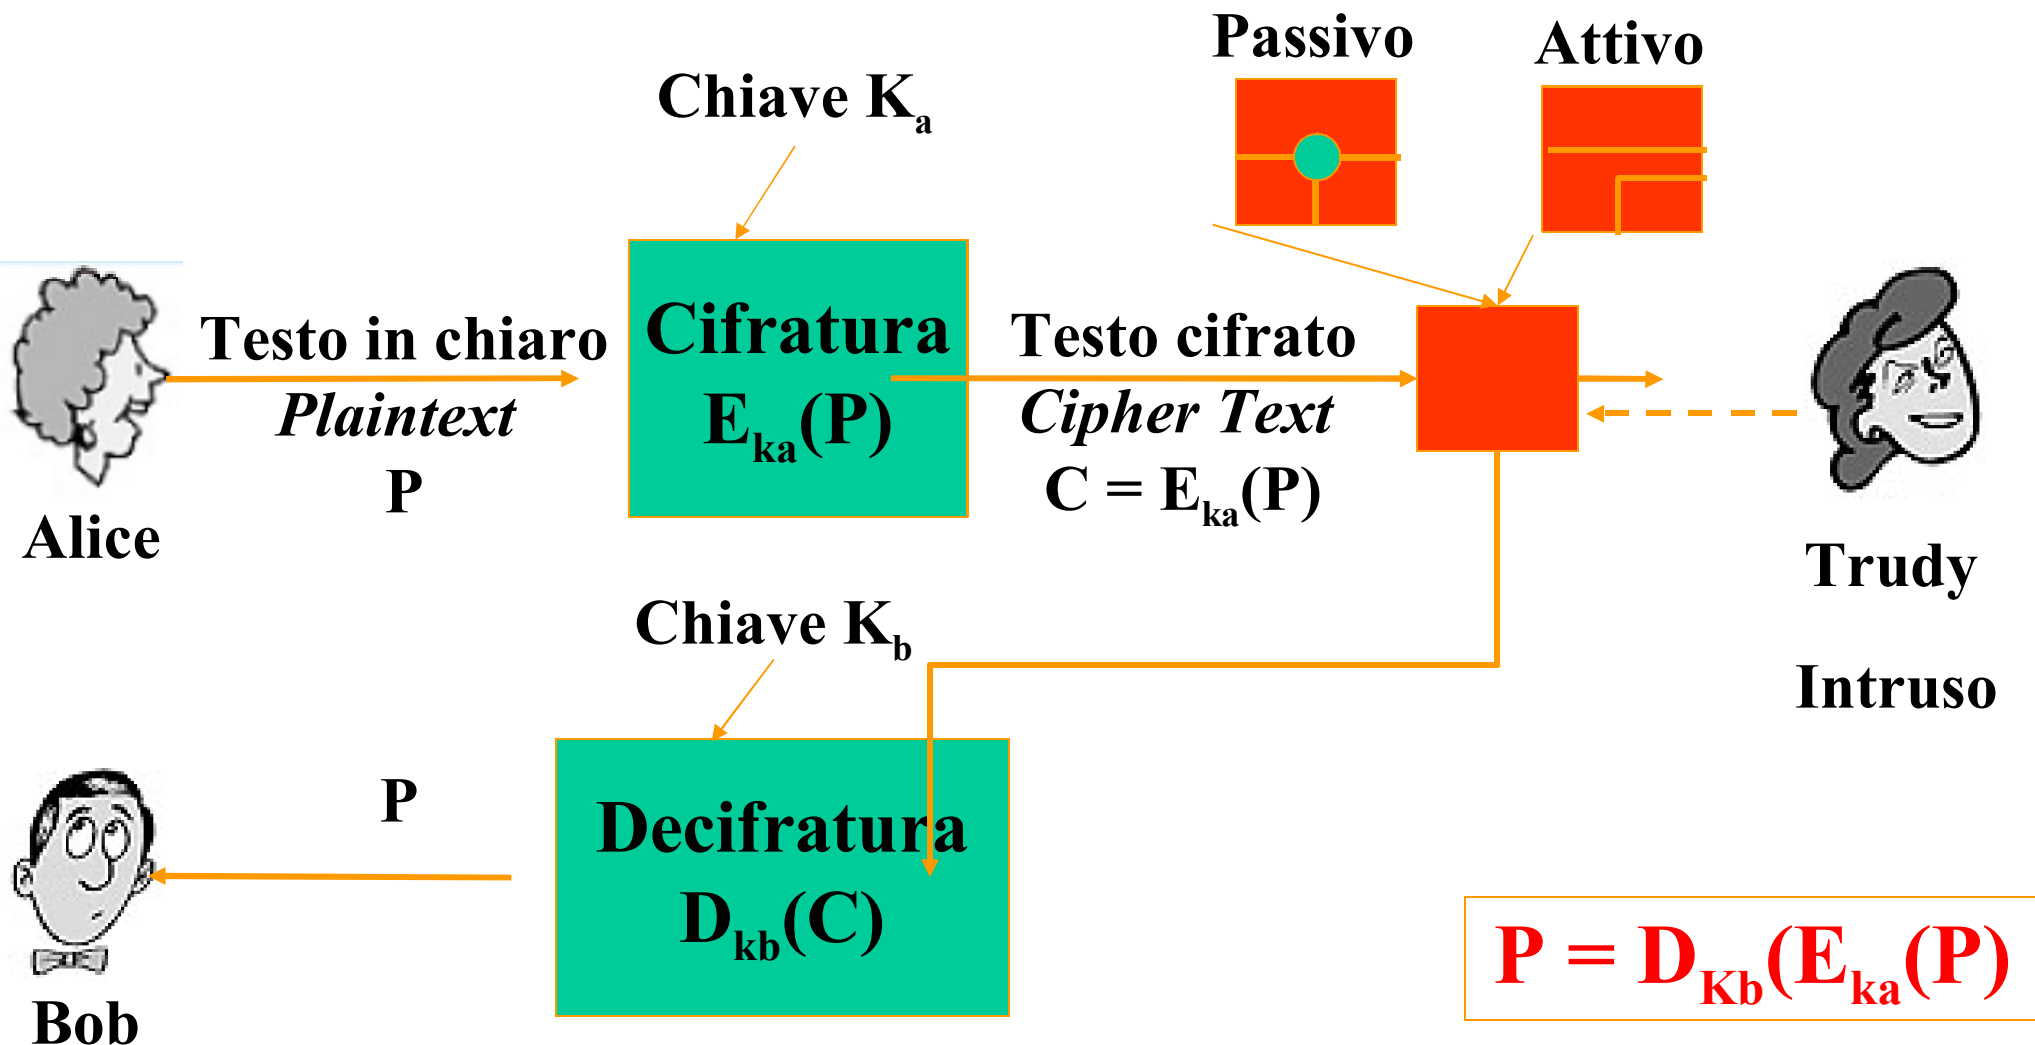 Passivo
Attivo
Chiave Ka
Testo in chiaro
Plaintext
P
Alice
Cifratura
Eka(P)
Testo cifrato
Cipher Text
C = Eka(P)
Trudy
Intruso
Chiave Kb
P
Bob
Decifratura
Dkb(C)
P = DKb(Eka(P)